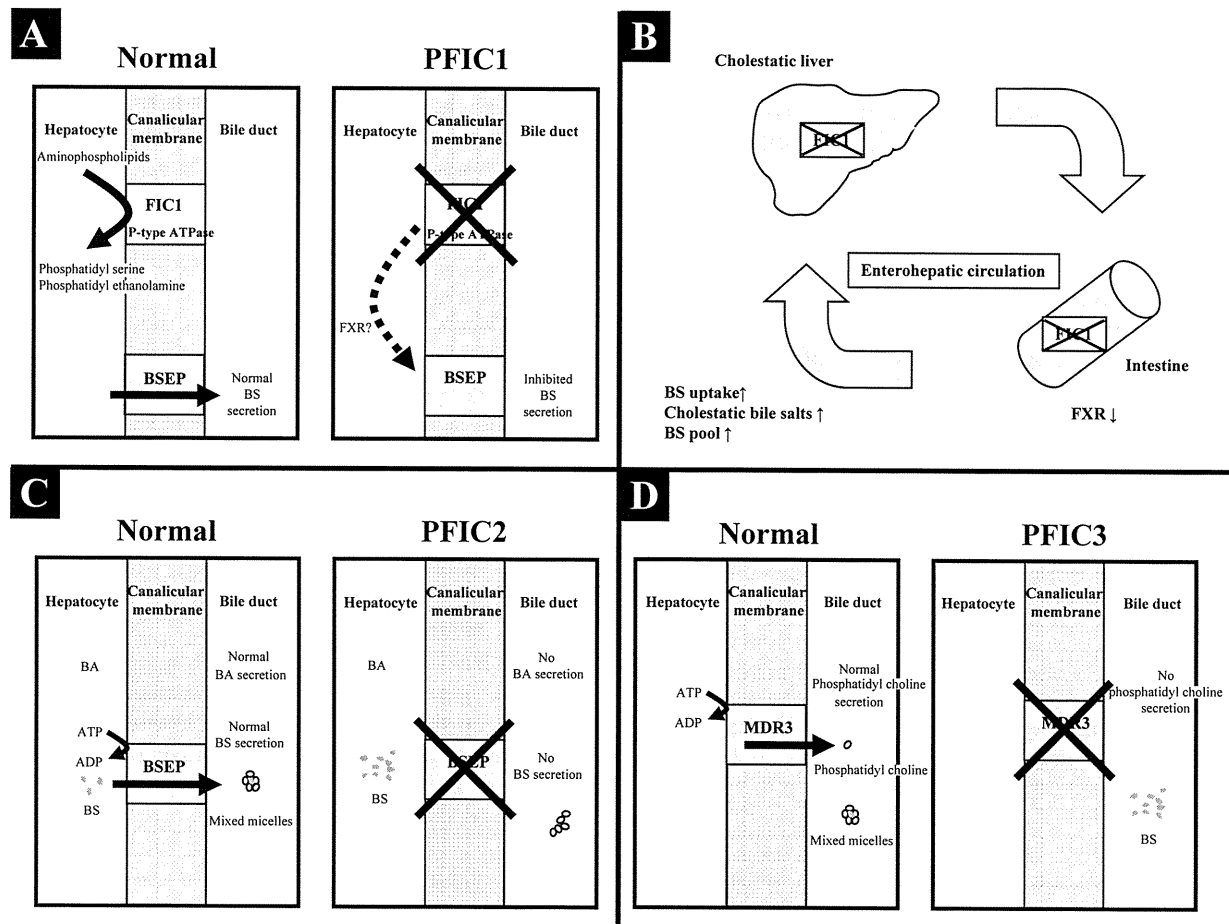 A
Normal
Hepatocyte
Canalicular
membrane
Bile duct
Aminophospholipids
FIC1
P-type ATPase
Phosphatidyl serine
Phosphatidyl ethanolamine
BSEP
Normal
BS
secretion
PFIC1
Hepatocyte
Canalicular
membrane
Bile duct
FIC1
P-type ATPase
FXR?
BSEP
Inhibited
BS
secretion
B
Cholestatic liver
FIC1
Enterohepatic circulation
FIC1
Intestine
BS uptake↑
Cholestatic bile salts ↑
BS pool ↑
FXR ↓
C
Normal
Hepatocyte
Canalicular
membrane
Bile duct
BA
Normal
BA secretion
ATP
ADP
BSEP
Normal
BS secretion
BS
Mixed micelles
PFIC2
Hepatocyte
Canalicular
membrane
Bile duct
BA
No
BA secretion
BSEP
No
BS secretion
BS
D
Normal
Hepatocyte
Canalicular
membrane
Bile duct
Normal
Phosphatidyl choline
secretion
ATP
ADP
MDR3
Phosphatidyl choline
Mixed micelles
PFIC3
Hepatocyte
Canalicular
membrane
Bile duct
No
phosphatidyl choline
secretion
MDR3
BS